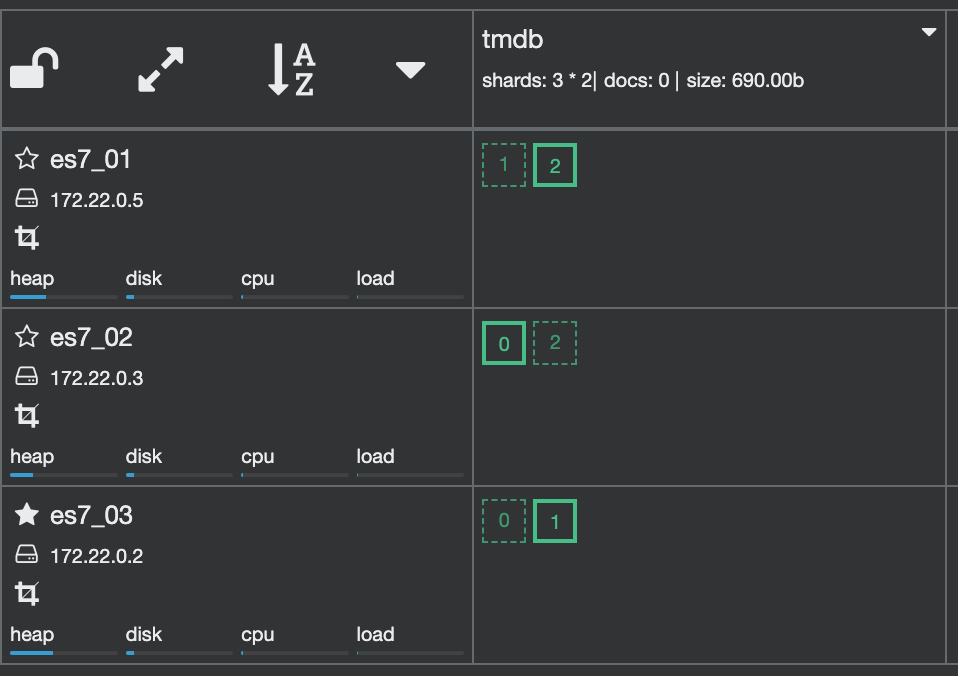 A
Z
tmdb
shards: 3 * 2| docs: 0 | size: 690.00b
es7_01
172.22.0.5
heap disk cpu load
1 2
es7_02
172.22.0.3
heap disk cpu load
0 2
es7_03
172.22.0.2
heap disk cpu load
0 1